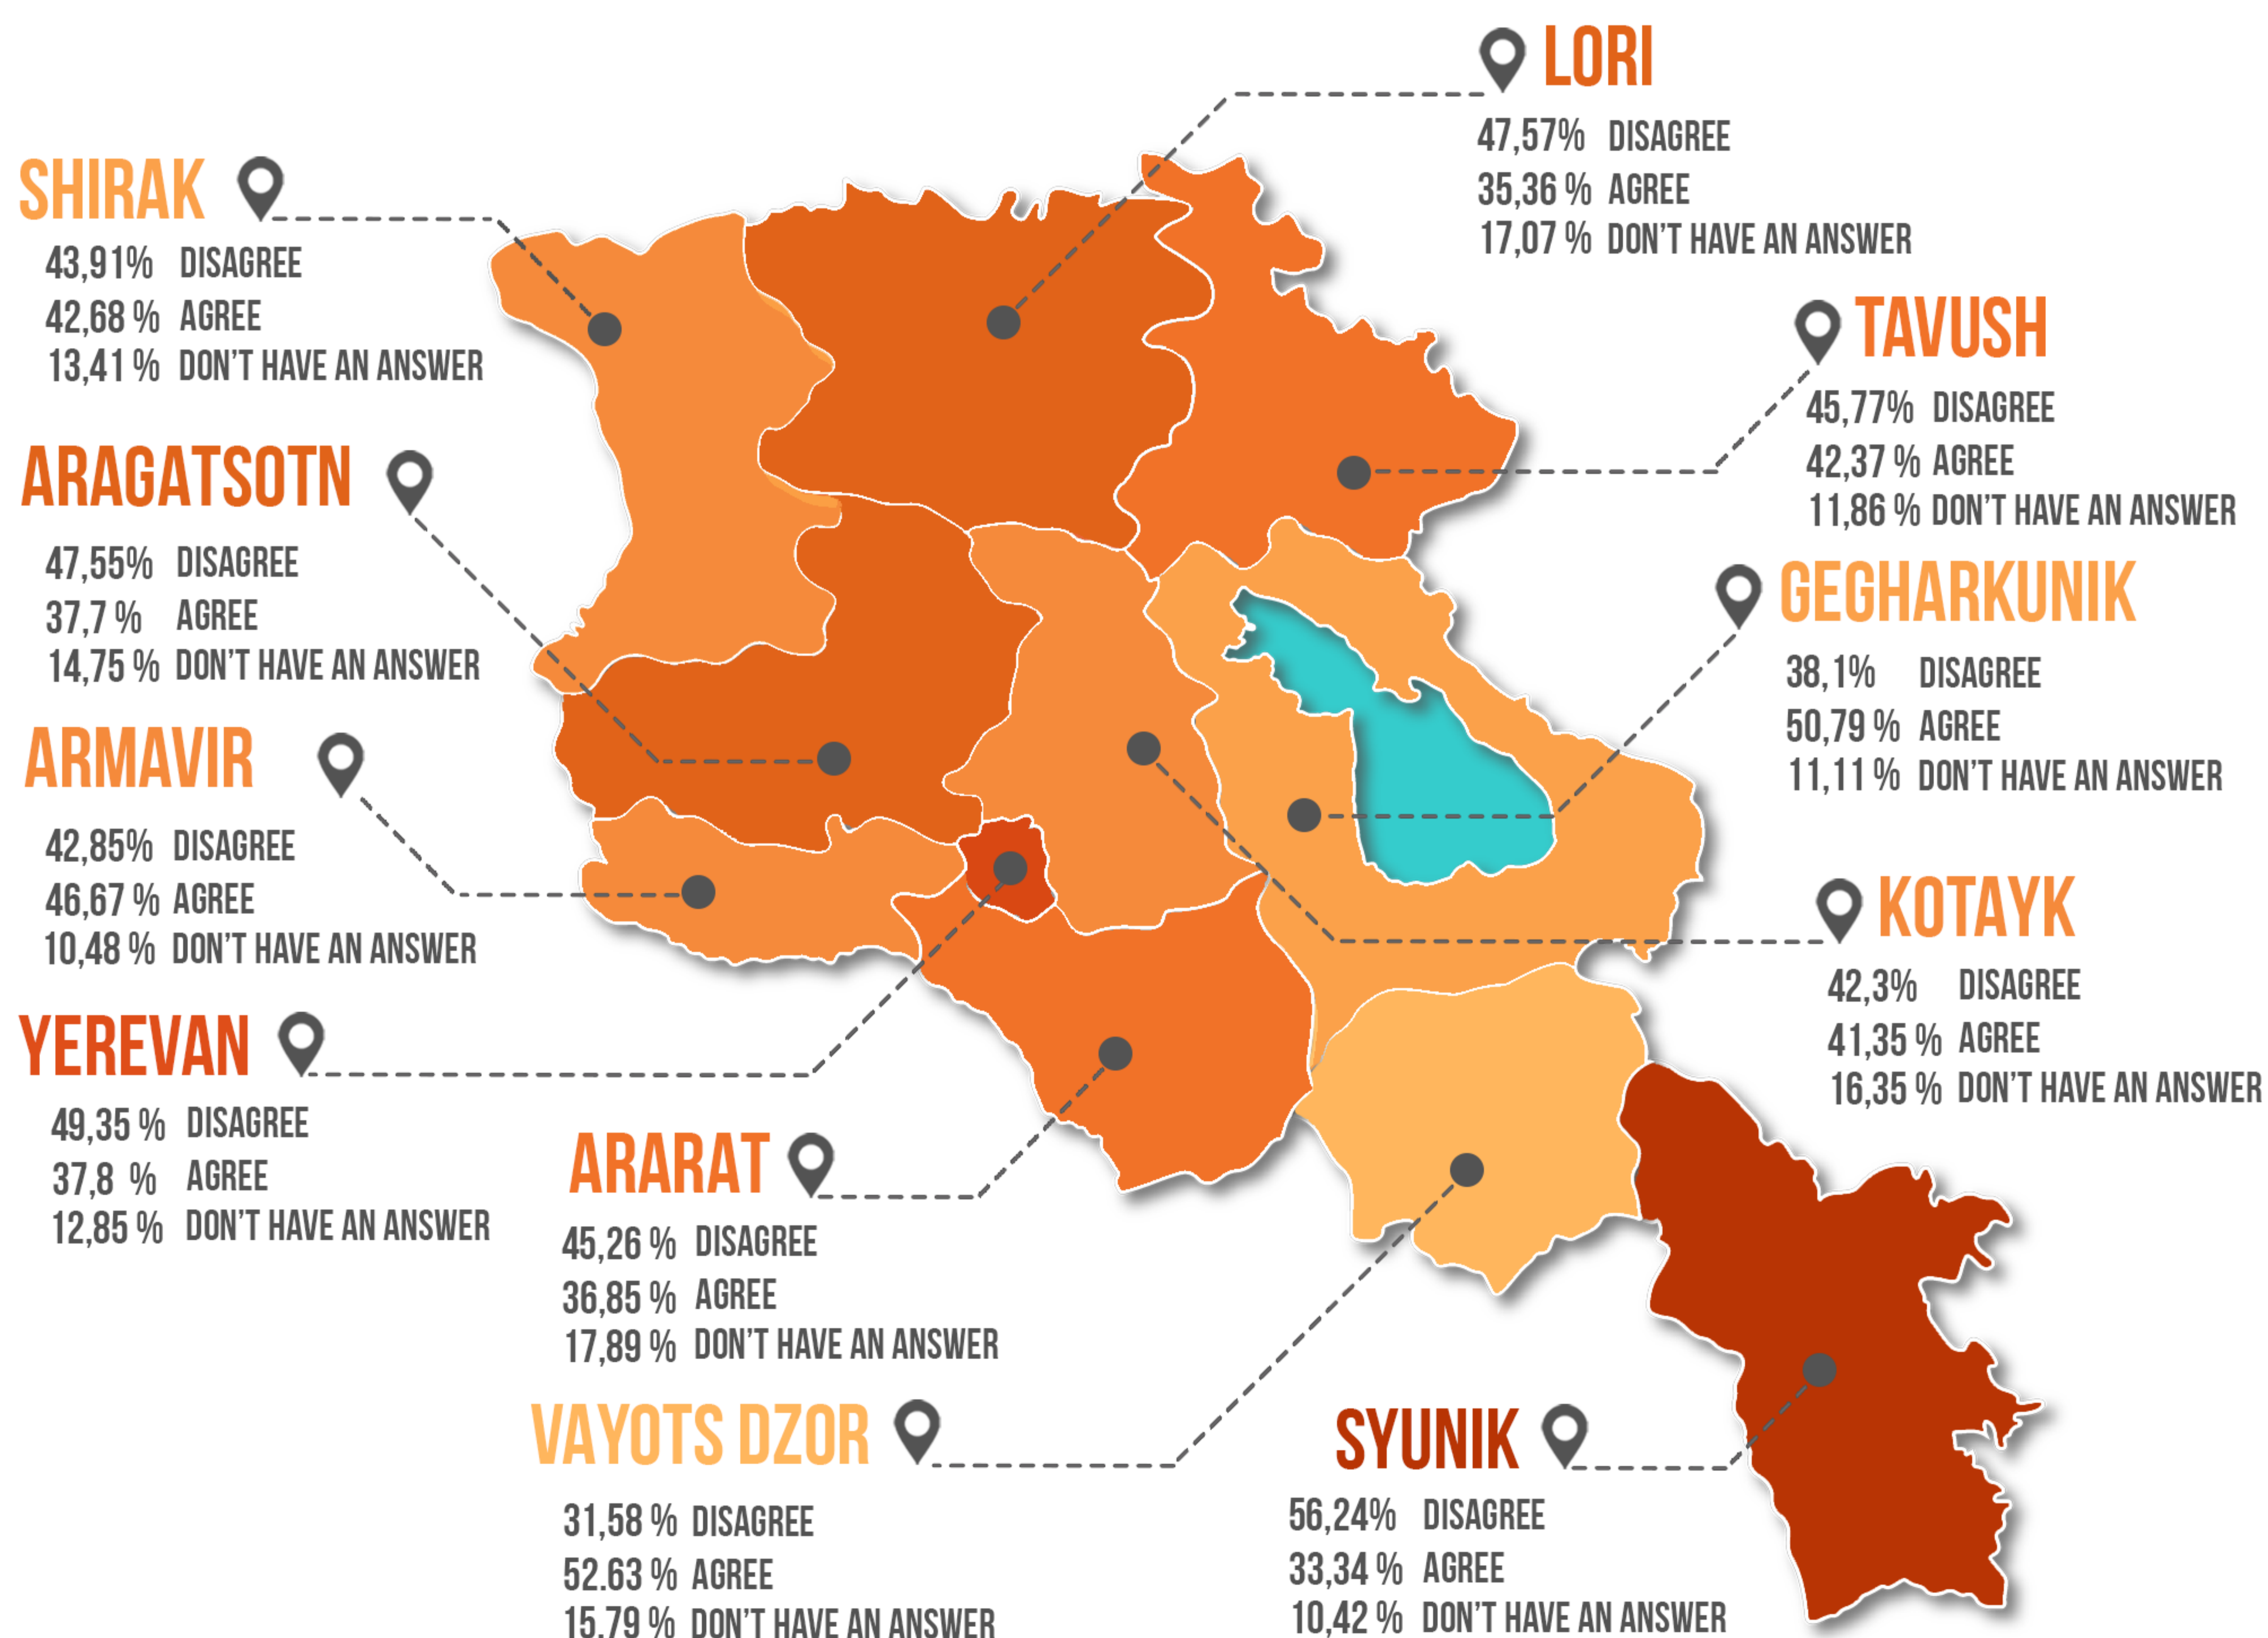 LORI
47,57% DISAGREE
35,36 % AGREE
17,07 % DON'T HAVE AN ANSWER
SHIRAK
43,91% DISAGREE
42,68 % AGREE
13,41 % DON'T HAVE AN ANSWER
TAVUSH
45,77% DISAGREE
42,37 % AGREE
11,86 % DON'T HAVE AN ANSWER
ARAGATSOTN
47,55% DISAGREE
37,7 % AGREE
14,75 % DON'T HAVE AN ANSWER
GEGHARKUNIK
38,1% DISAGREE
50,79 % AGREE
11,11 % DON'T HAVE AN ANSWER
ARMAVIR
42,85% DISAGREE
46,67 % AGREE
10,48 % DON'T HAVE AN ANSWER
KOTAYK
42,3% DISAGREE
41,35 % AGREE
16,35 % DON'T HAVE AN ANSWER
YEREVAN
49,35 % DISAGREE
37,8 % AGREE
12,85 % DON'T HAVE AN ANSWER
ARARAT
45,26 % DISAGREE
36,85 % AGREE
17,89 % DON'T HAVE AN ANSWER
VAYOTS DZOR
31,58 % DISAGREE
52.63 % AGREE
15,79 % DON'T HAVE AN ANSWER
SYUNIK
56,24% DISAGREE
33,34 % AGREE
10,42 % DON'T HAVE AN ANSWER